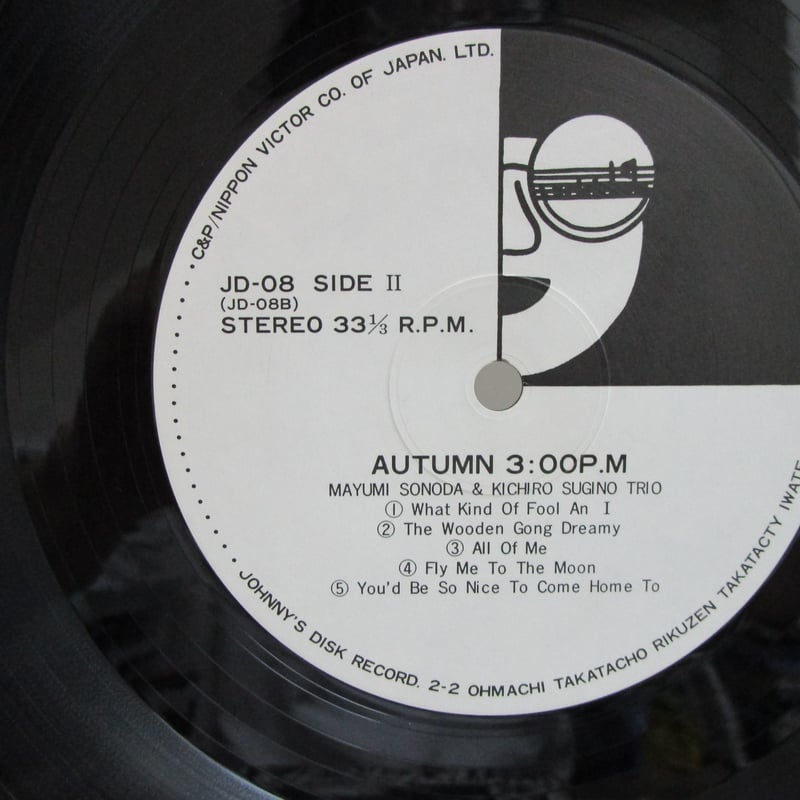 C&P/NIPPON VICTOR CO. OF JAPAN. LTD.
JD-08 SIDE II
(JD-08B)
STEREO 33⅓ R.P.M.
AUTUMN 3:00P.M
MAYUMI SONODA & KICHIRO SUGINO TRIO
① What Kind Of Fool An I
② The Wooden Gong Dreamy
③ All Of Me
④ Fly Me To The Moon
⑤ You'd Be So Nice To Come Home To
JOHNNY'S DISK RECORD. 2-2 OHMACHI TAKATACHO RIKUZEN TAKATACTY IWATE